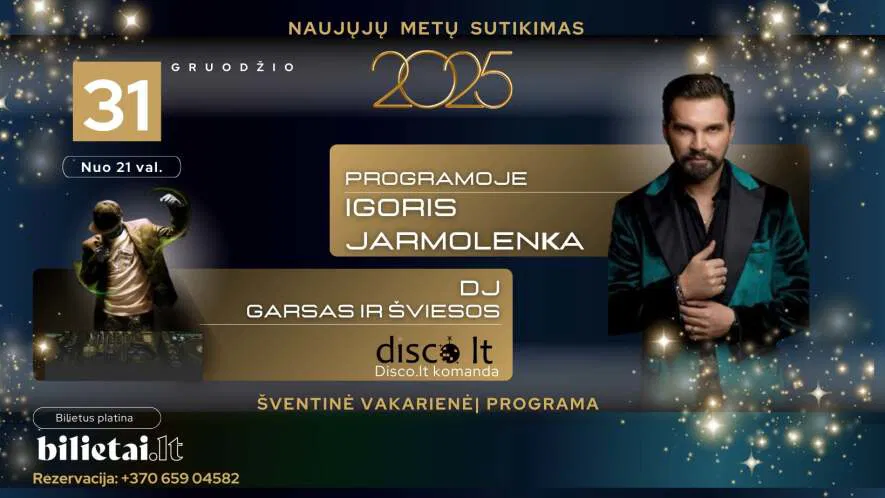 NAUJŲJŲ METŲ SUTIKIMAS
2025
GRUODŽIO
31
Nuo 21 val.
PROGRAMOJE
IGORIS
JARMOLENKA
DJ
GARSAS IR ŠVIESOS
disco lt
Disco.lt komanda
ŠVENTINĖ VAKARIENĖ| PROGRAMA
Bilietus platina
bilietai.lt
Rezervacija: +370 659 04582